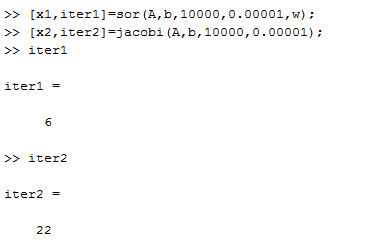 >> [x1,iter1]=sor(A,b,10000,0.00001,w);
>> [x2,iter2]=jacobi(A,b,10000,0.00001);
>> iter1
iter1 =
6
>> iter2
iter2 =
22